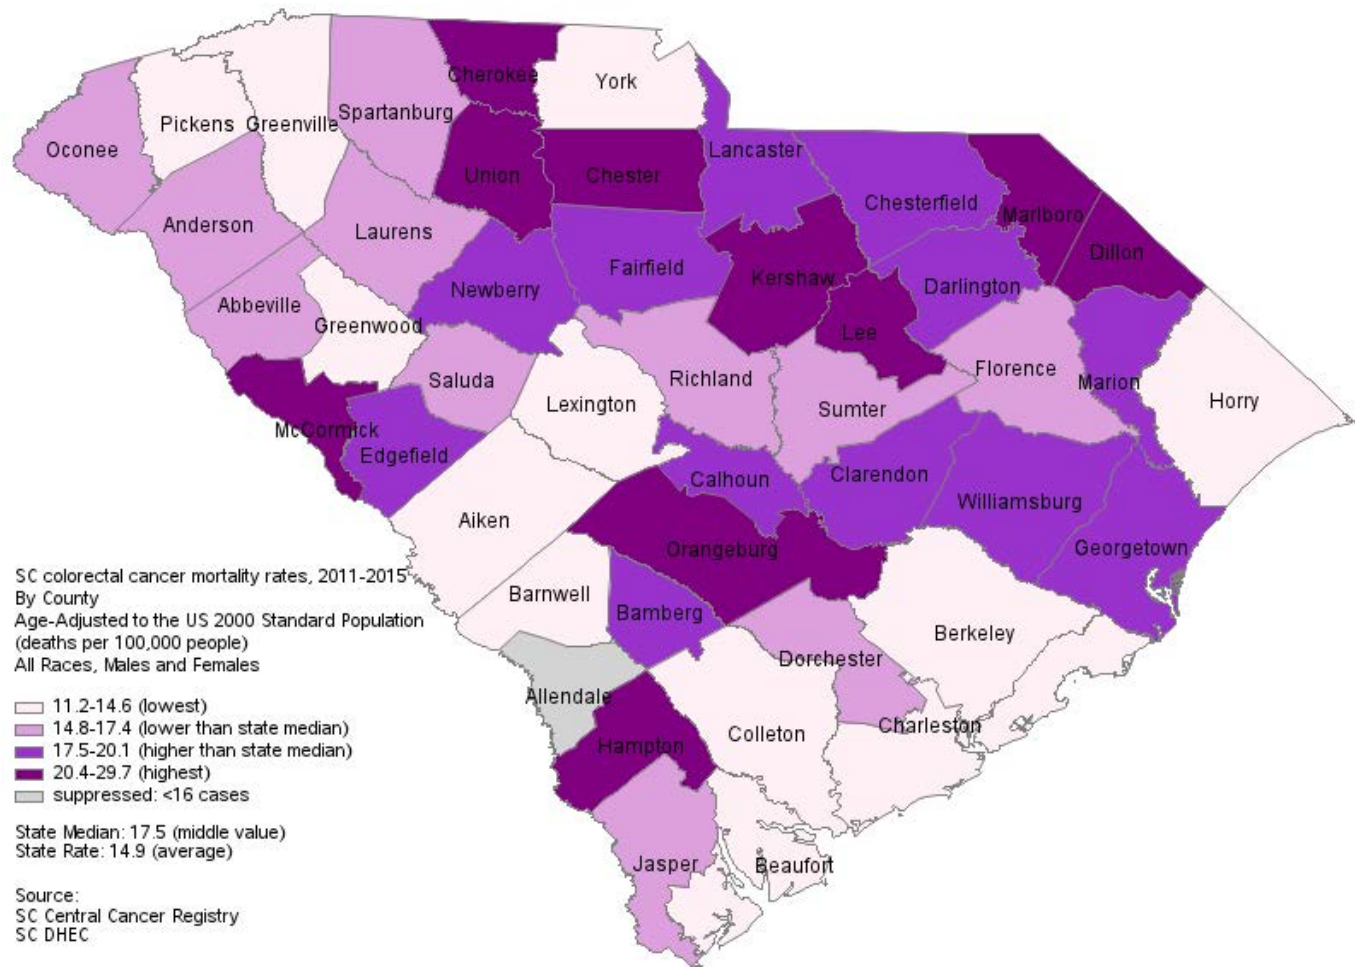 Cherokee
York
Spartanburg
Pickens
Greenville
Oconee
Lancaster
Union
Chester
Chesterfield
Marlboro
Anderson
Laurens
Dillon
Fairfield
Kershaw
Newberry
Darlington
Abbeville
Greenwood
Lee
Florence
Saluda
Richland
Marion
Lexington
Sumter
Horry
McCormick
Edgefield
Calhoun
Clarendon
Williamsburg
Aiken
Orangeburg
Georgetown
Barnwell
Bamberg
Berkeley
Dorchester
Allendale
Charleston
Colleton
Hampton
Jasper
Beaufort
SC colorectal cancer mortality rates, 2011-2015
By County
Age-Adjusted to the US 2000 Standard Population
(deaths per 100,000 people)
All Races, Males and Females
11.2-14.6 (lowest)
14.8-17.4 (lower than state median)
17.5-20.1 (higher than state median)
20.4-29.7 (highest)
suppressed: <16 cases
State Median: 17.5 (middle value)
State Rate: 14.9 (average)
Source:
SC Central Cancer Registry
SC DHEC